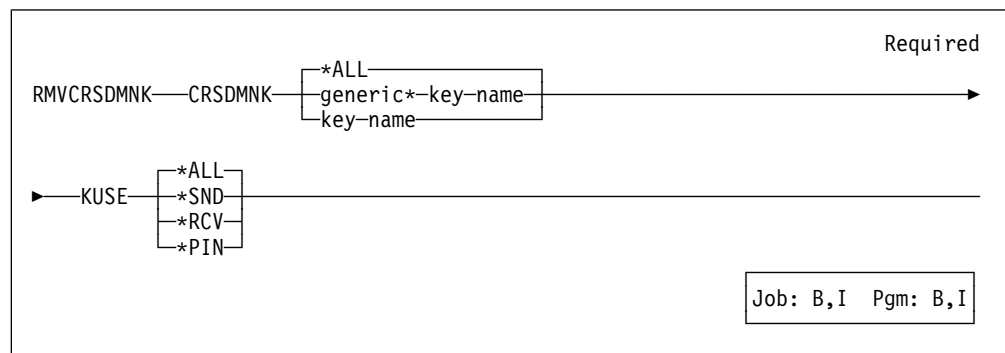 Required
*ALL
RMVCRSDMNK CRSDMNK generic*-key-name
key-name
*ALL
KUSE *SND
*RCV
*PIN
Job: B,I Pgm: B,I